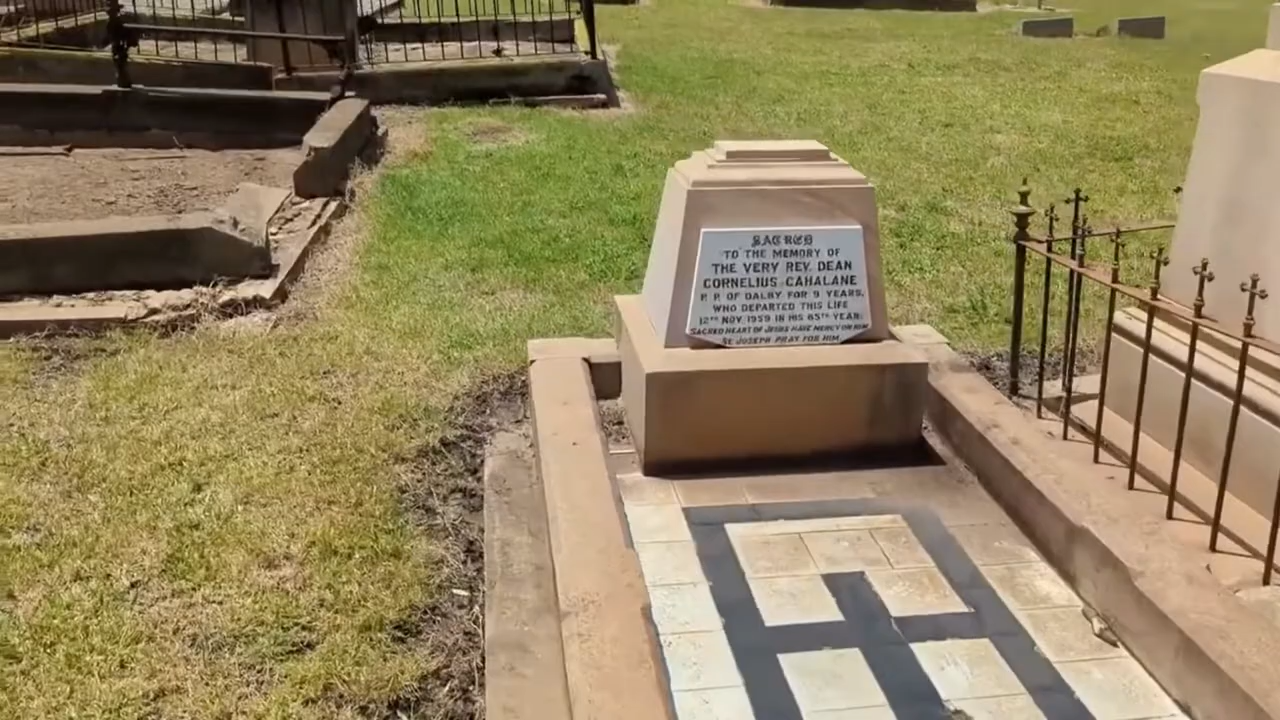 SACRED
TO THE MEMORY OF
THE VERY REV. DEAN
CORNELIUS CAHALANE
P. P. OF DALBY FOR 9 YEARS,
WHO DEPARTED THIS LIFE
12TH NOV. 1939 IN HIS 65TH YEAR.
SACRED HEART OF JESUS HAVE MERCY ON HIM
ST. JOSEPH PRAY FOR HIM